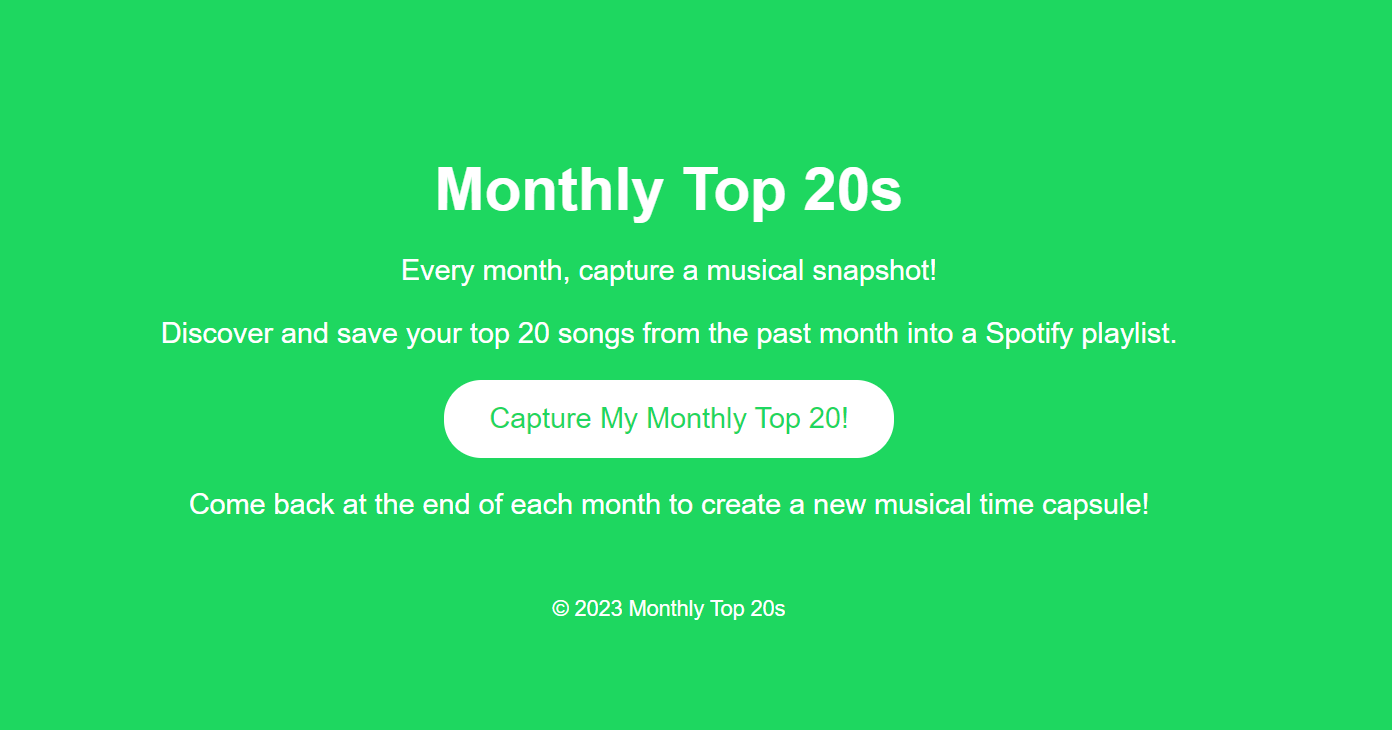 Monthly Top 20s
Every month, capture a musical snapshot!
Discover and save your top 20 songs from the past month into a Spotify playlist.
Capture My Monthly Top 20!
Come back at the end of each month to create a new musical time capsule!
© 2023 Monthly Top 20s